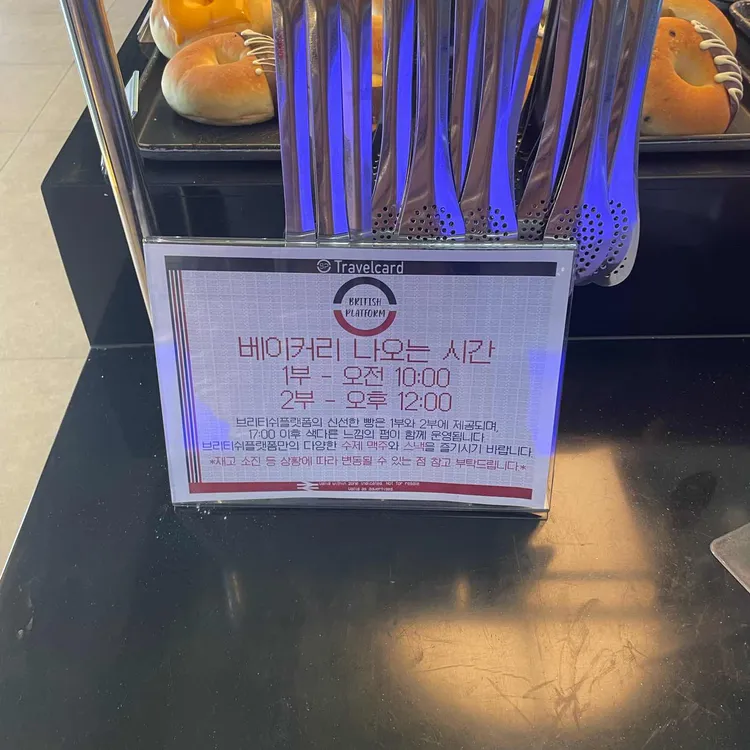 Travelcard
BRITISH
PLATFORM
베이커리 나오는 시간
1부 - 오전 10:00
2부 - 오후 12:00
브리티쉬플랫폼의 신선한 빵은 1부와 2부에 제공되며,
17:00 이후 색다른 느낌의 펍이 함께 운영됩니다.
브리티쉬플랫폼만의 다양한 수제 맥주와 스낵을 즐기시기 바랍니다.
*재고 소진 등 상황에 따라 변동될 수 있는 점 참고 부탁드립니다*
Not for resale